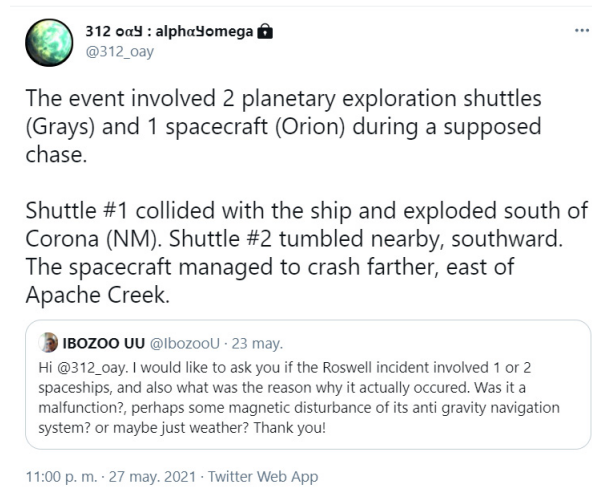 312 oαꓬ : alphαꓬomega 🔒
@312_oay
The event involved 2 planetary exploration shuttles
(Grays) and 1 spacecraft (Orion) during a supposed
chase.
Shuttle #1 collided with the ship and exploded south of
Corona (NM). Shuttle #2 tumbled nearby, southward.
The spacecraft managed to crash farther, east of
Apache Creek.
IBOZOO UU @IbozooU · 23 may.
Hi @312_oay. I would like to ask you if the Roswell incident involved 1 or 2
spaceships, and also what was the reason why it actually occured. Was it a
malfunction?, perhaps some magnetic disturbance of its anti gravity navigation
system? or maybe just weather? Thank you!
11:00 p. m. · 27 may. 2021 · Twitter Web App